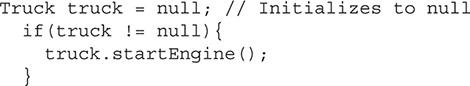 Truck truck = null; // Initializes to null
  if(truck != null){
    truck.startEngine();
  }